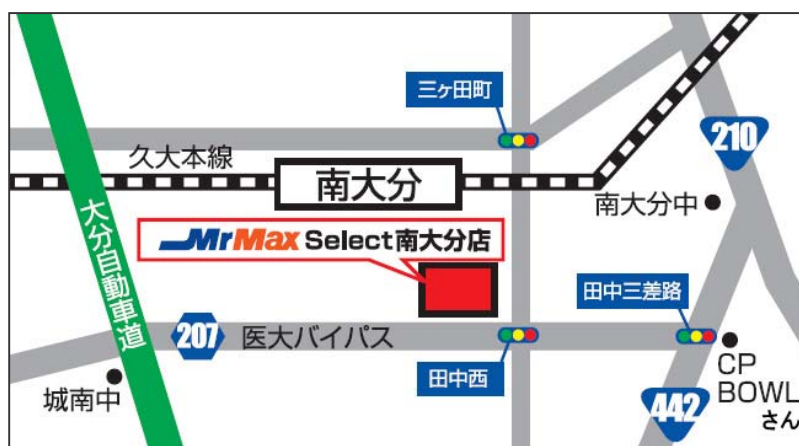 三ヶ田町
210
久大本線
南大分
南大分中
大分自動車道
MrMax Select南大分店
田中三差路
207
医大バイパス
田中西
CP
BOWL
さん
城南中
442